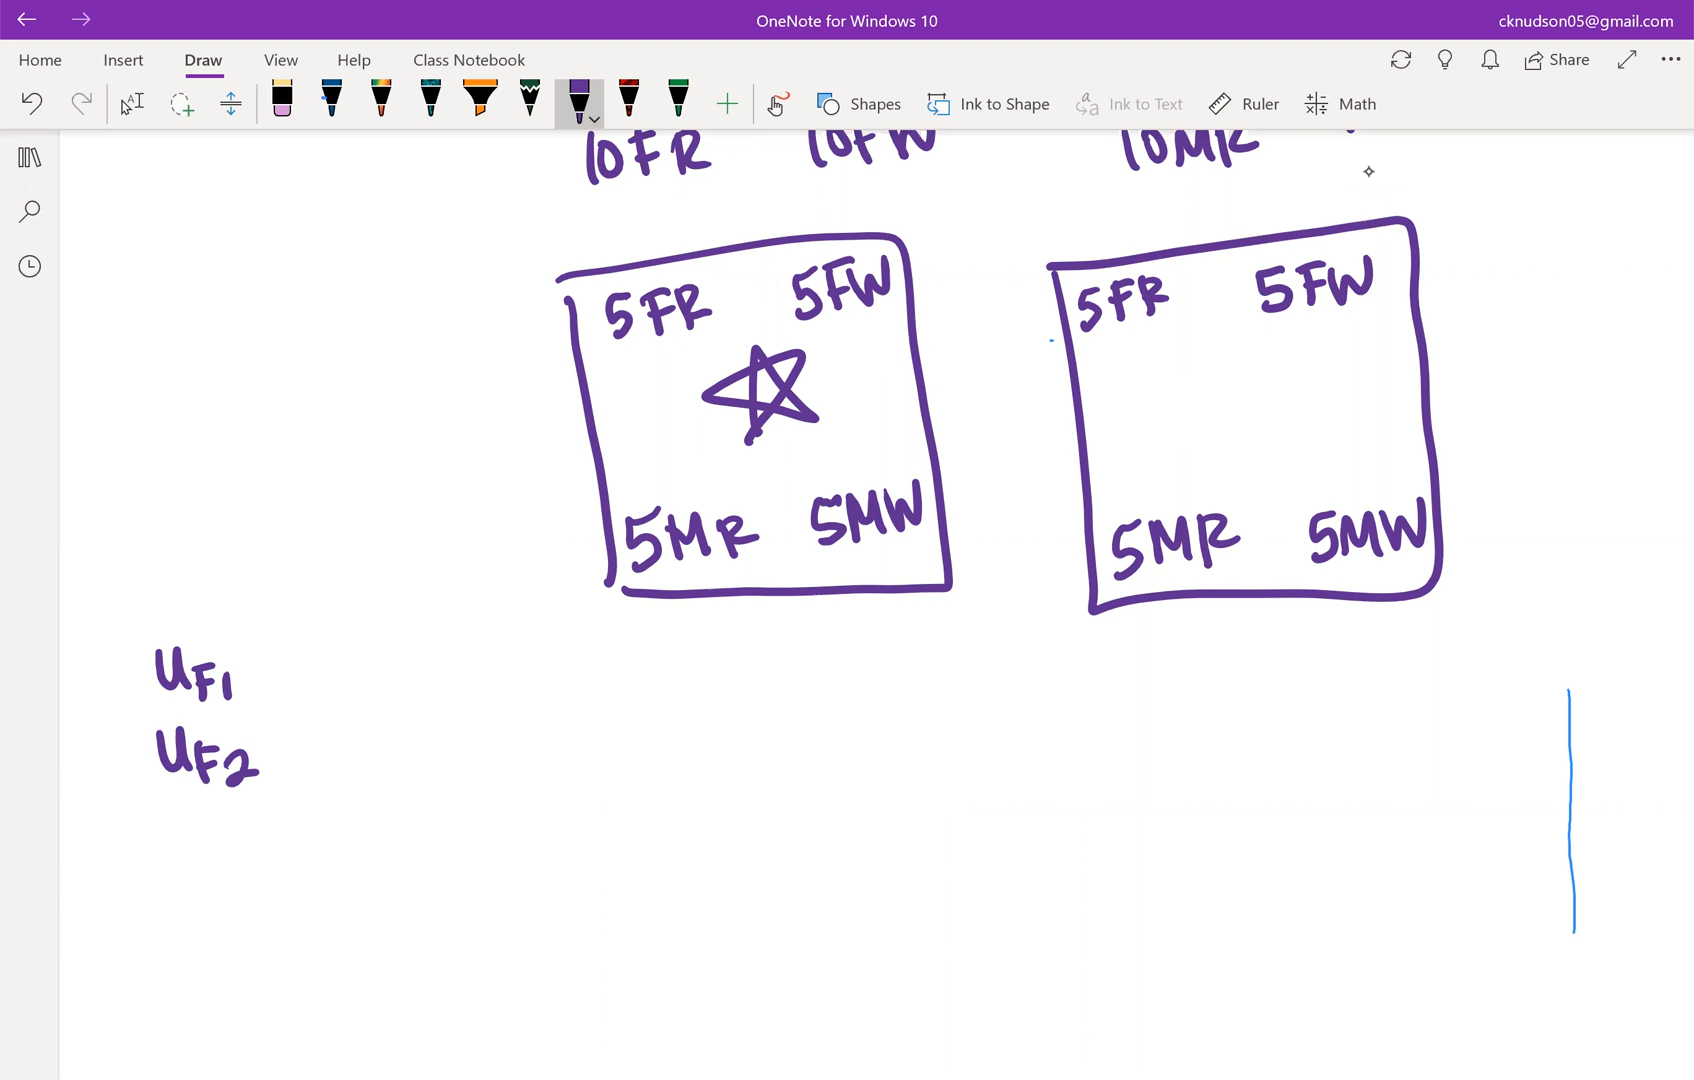 OneNote for Windows 10 cknudson05@gmail.com
Home Insert Draw View Help Class Notebook Share
Shapes Ink to Shape Ink to Text Ruler Math
10FR 10FW 10MR
5FR 5FW 5FR 5FW
5MR 5MW 5MR 5MW
UF1
UF2